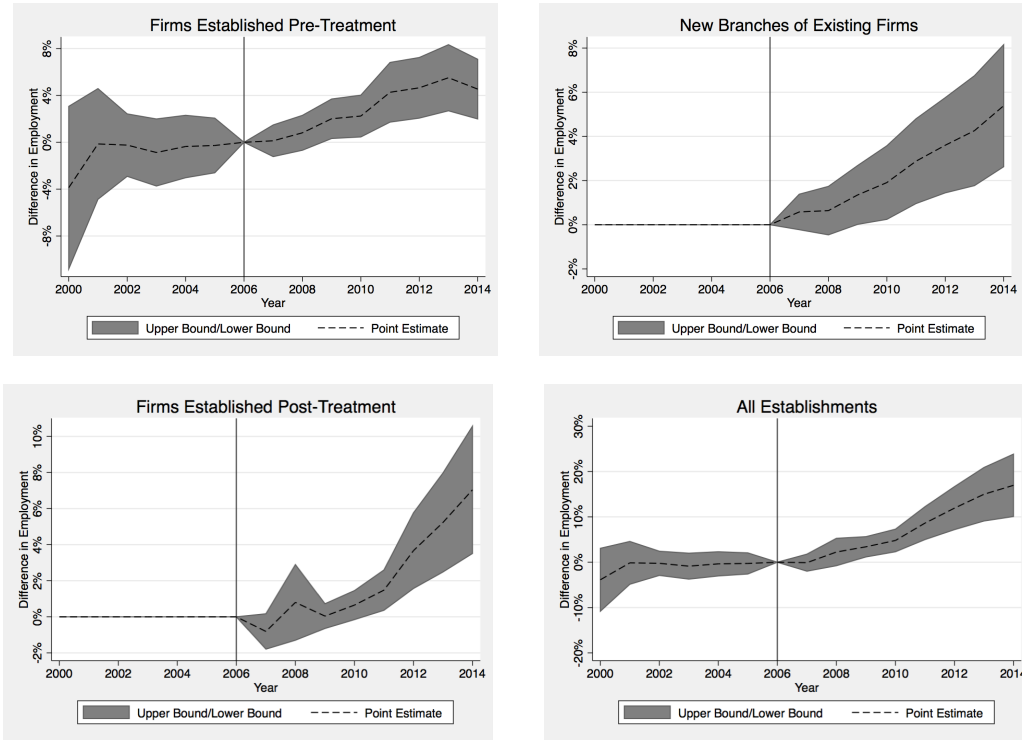 Firms Established Pre-Treatment
Difference in Employment
8%
4%
0%
-4%
-8%
2000 2002 2004 2006 2008 2010 2012 2014
Year
Upper Bound/Lower Bound Point Estimate
New Branches of Existing Firms
Difference in Employment
8%
6%
4%
2%
0%
-2%
2000 2002 2004 2006 2008 2010 2012 2014
Year
Upper Bound/Lower Bound Point Estimate
Firms Established Post-Treatment
Difference in Employment
10%
8%
6%
4%
2%
0%
-2%
2000 2002 2004 2006 2008 2010 2012 2014
Year
Upper Bound/Lower Bound Point Estimate
All Establishments
Difference in Employment
30%
20%
10%
0%
-10%
-20%
2000 2002 2004 2006 2008 2010 2012 2014
Year
Upper Bound/Lower Bound Point Estimate